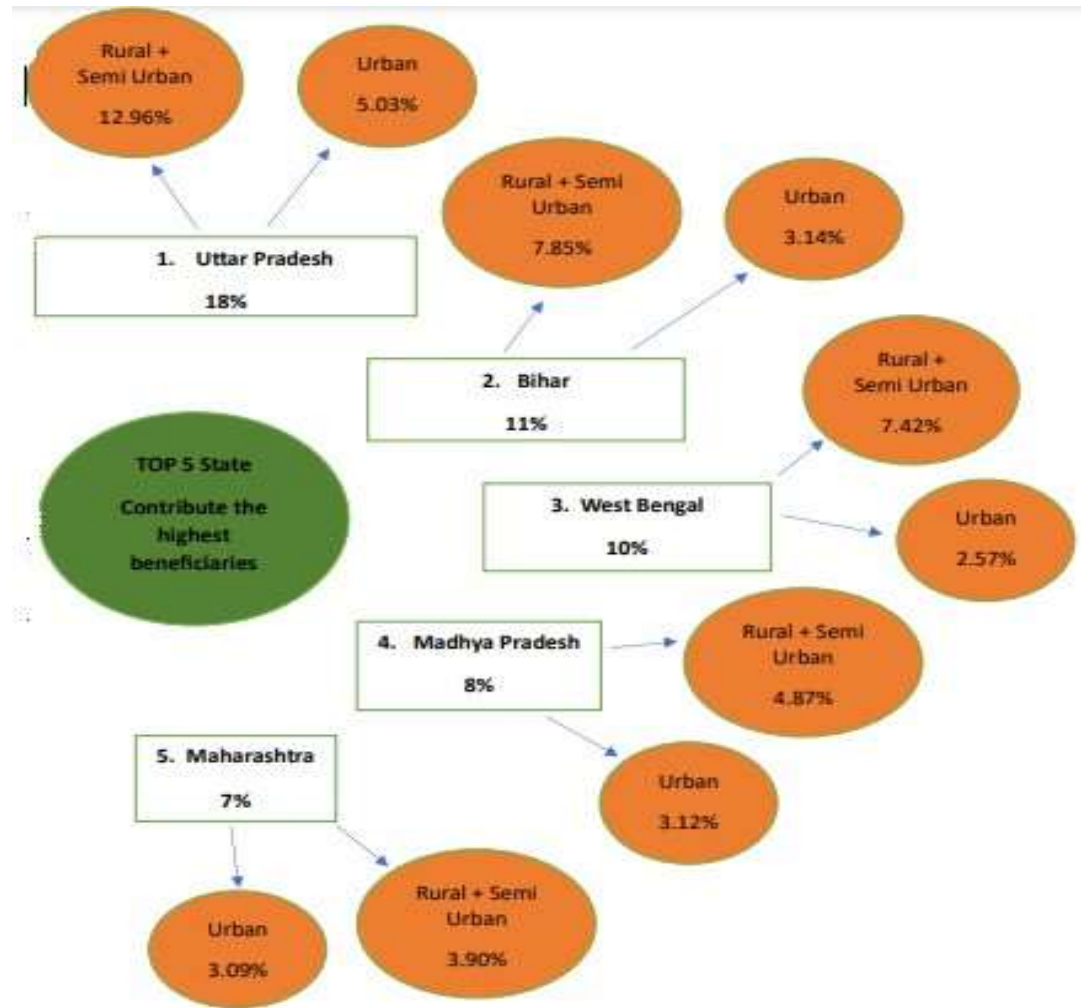 Rural +
Semi Urban
12.96%
Urban
5.03%
1. Uttar Pradesh
18%
Rural + Semi
Urban
7.85%
Urban
3.14%
2. Bihar
11%
Rural +
Semi Urban
7.42%
TOP 5 State
Contribute the
highest
beneficiaries
3. West Bengal
10%
Urban
2.57%
4. Madhya Pradesh
8%
Rural + Semi
Urban
4.87%
Urban
3.12%
5. Maharashtra
7%
Urban
3.09%
Rural + Semi
Urban
3.90%